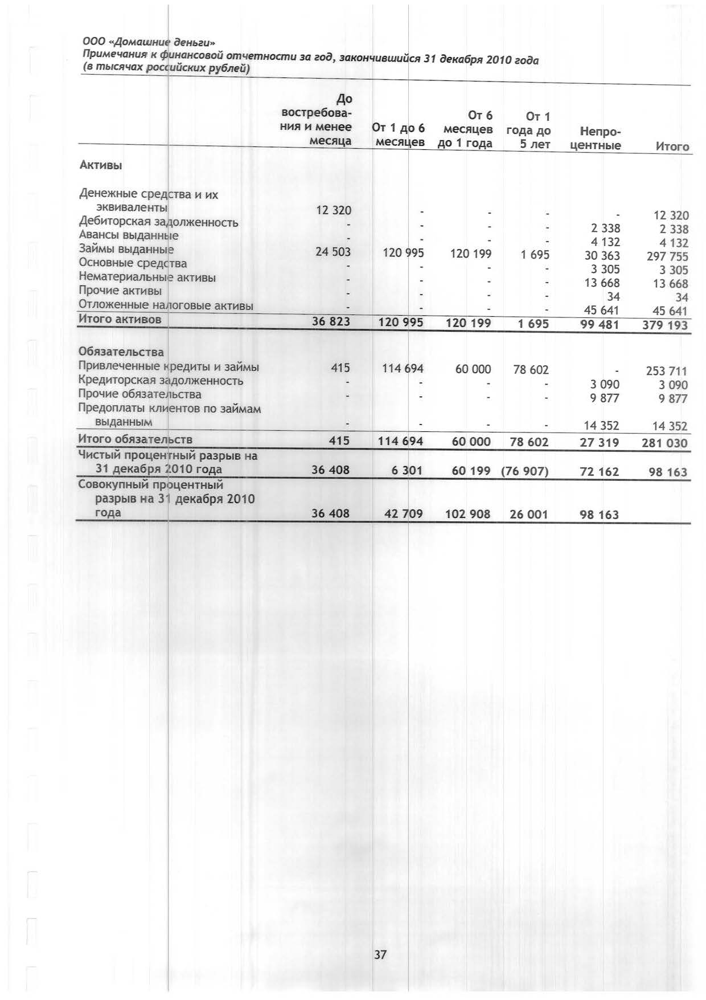 ООО «Домашние деньги»
Примечания к финансовой отчетности за год, закончившийся 31 декабря 2010 года
(в тысячах российских рублей)
До востребова-ния и менее месяца От 1 до 6 месяцев От 6 месяцев до 1 года От 1 года до 5 лет Непро-центные Итого
Активы
Денежные средства и их
эквиваленты 12 320 - - - - 12 320
Дебиторская задолженность - - - - 2 338 2 338
Авансы выданные - - - - 4 132 4 132
Займы выданные 24 503 120 995 120 199 1 695 30 363 297 755
Основные средства - - - - 3 305 3 305
Нематериальные активы - - - - 13 668 13 668
Прочие активы - - - - 34 34
Отложенные налоговые активы - - - - 45 641 45 641
Итого активов 36 823 120 995 120 199 1 695 99 481 379 193
Обязательства
Привлеченные кредиты и займы 415 114 694 60 000 78 602 - 253 711
Кредиторская задолженность - - - - 3 090 3 090
Прочие обязательства - - - - 9 877 9 877
Предоплаты клиентов по займам
выданным - - - - 14 352 14 352
Итого обязательств 415 114 694 60 000 78 602 27 319 281 030
Чистый процентный разрыв на
31 декабря 2010 года 36 408 6 301 60 199 (76 907) 72 162 98 163
Совокупный процентный
разрыв на 31 декабря 2010
года 36 408 42 709 102 908 26 001 98 163
37